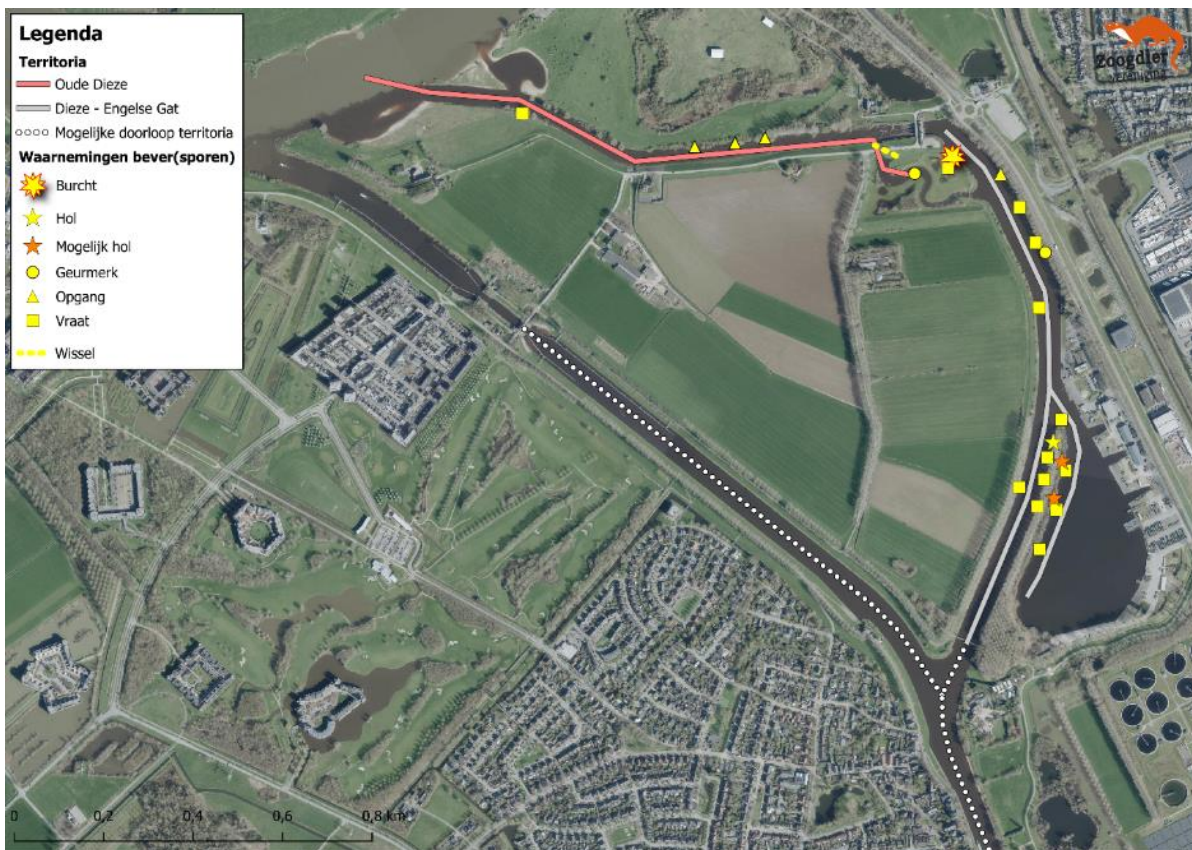 Legenda
Territoria
Oude Dieze
Dieze - Engelse Gat
Mogelijke doorloop territoria
Waarnemingen bever(sporen)
Burcht
Hol
Mogelijk hol
Geurmerk
Opgang
Vraat
Wissel
Zoogdier
vereniging
0
0,2
0,4
0,6
0,8 km